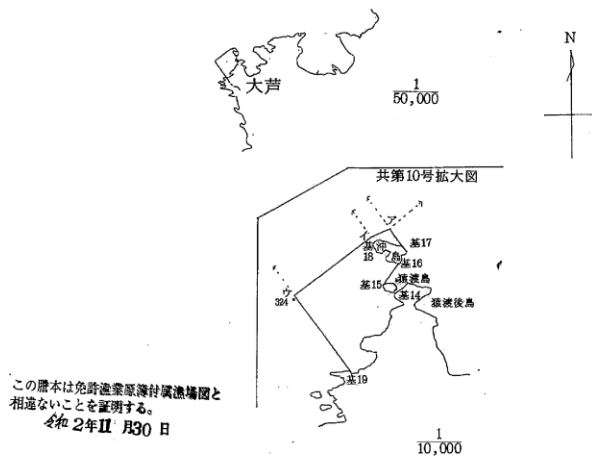 大芦
1
50,000
N
共第10号拡大図
ア
イ
基17
基18
沖島
基16
猿渡島
基15
基14
猿渡後島
ウ
324
基19
この謄本は免許漁業原簿付属漁場図と
相違ないことを証明する。
令和2年11月30日
1
10,000